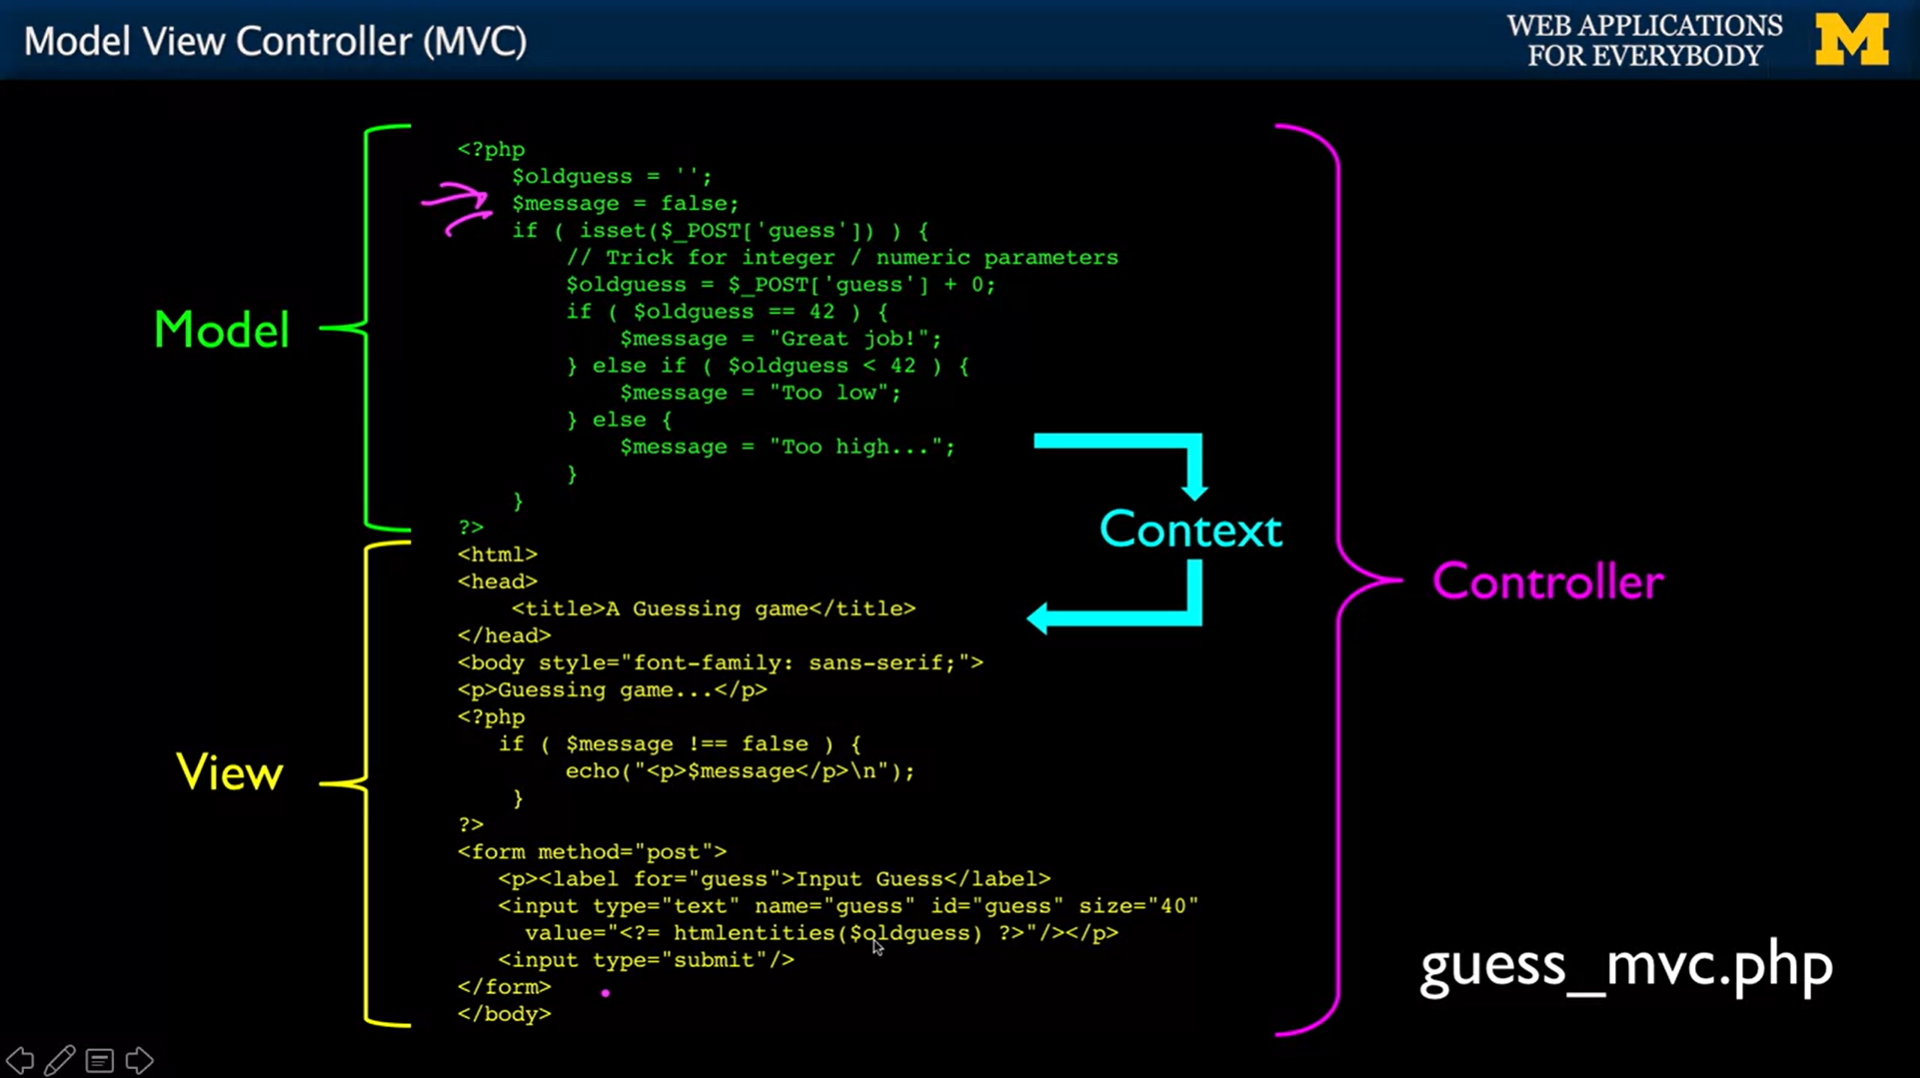 Model View Controller (MVC)
WEB APPLICATIONS
FOR EVERYBODY
M
<?php
$oldguess = '';
$message = false;
if ( isset($_POST['guess']) ) {
// Trick for integer / numeric parameters
$oldguess = $_POST['guess'] + 0;
if ( $oldguess == 42 ) {
$message = "Great job!";
} else if ( $oldguess < 42 ) {
$message = "Too low";
} else {
$message = "Too high...";
}
}
?>
<html>
<head>
<title>A Guessing game</title>
</head>
<body style="font-family: sans-serif;">
<p>Guessing game...</p>
<?php
if ( $message !== false ) {
echo("<p>$message</p>\n");
}
?>
<form method="post">
<p><label for="guess">Input Guess</label>
<input type="text" name="guess" id="guess" size="40"
value="<?= htmlentities($oldguess) ?>"/></p>
<input type="submit"/>
</form>
</body>
Model
View
Context
Controller
guess_mvc.php